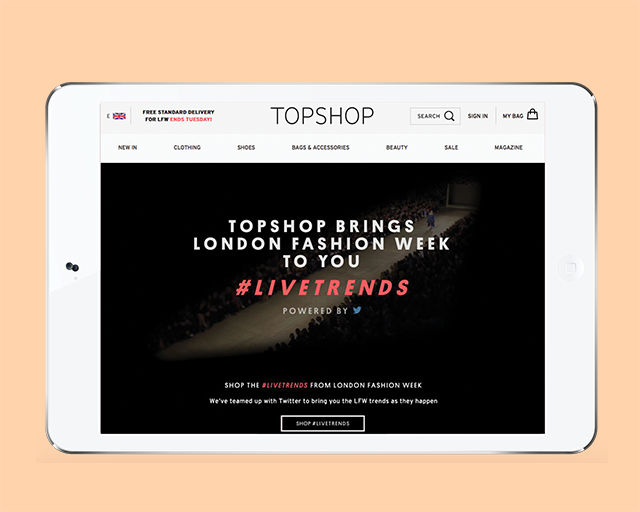 £
FREE STANDARD DELIVERY
FOR LFW ENDS TUESDAY!
TOPSHOP
SEARCH
SIGN IN
MY BAG
NEW IN
CLOTHING
SHOES
BAGS & ACCESSORIES
BEAUTY
SALE
MAGAZINE
TOPSHOP BRINGS
LONDON FASHION WEEK
TO YOU
#LIVETRENDS
POWERED BY
SHOP THE #LIVETRENDS FROM LONDON FASHION WEEK
We've teamed up with Twitter to bring you the LFW trends as they happen
SHOP #LIVETRENDS